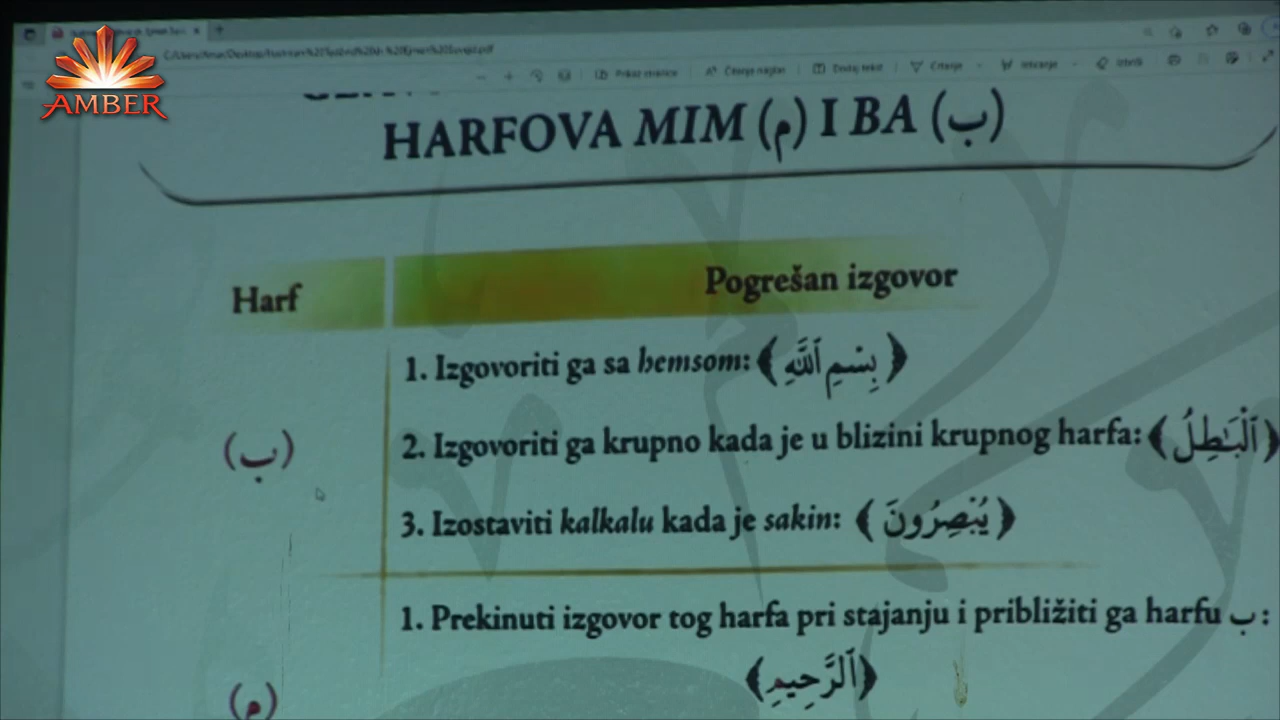 AMBER
HARFOVA MIM (م) I BA (ب)
Harf
Pogrešan izgovor
(ب)
1. Izgovoriti ga sa hemsom: ﴿بِسْمِ ٱللَّهِ﴾
2. Izgovoriti ga krupno kada je u blizini krupnog harfa: ﴿ٱلْبَـٰطِلُ﴾
3. Izostaviti kalkalu kada je sakin: ﴿يُبْصِرُونَ﴾
(م)
1. Prekinuti izgovor tog harfa pri stajanju i približiti ga harfu ب:
﴿ٱلرَّحِيمِ﴾